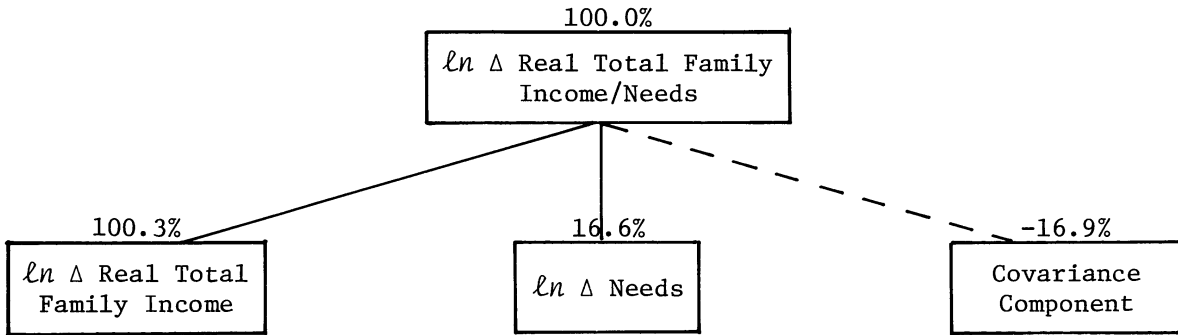 100.0%
ℓn Δ Real Total Family
Income/Needs
100.3%
16.6%
-16.9%
ℓn Δ Real Total
Family Income
ℓn Δ Needs
Covariance
Component